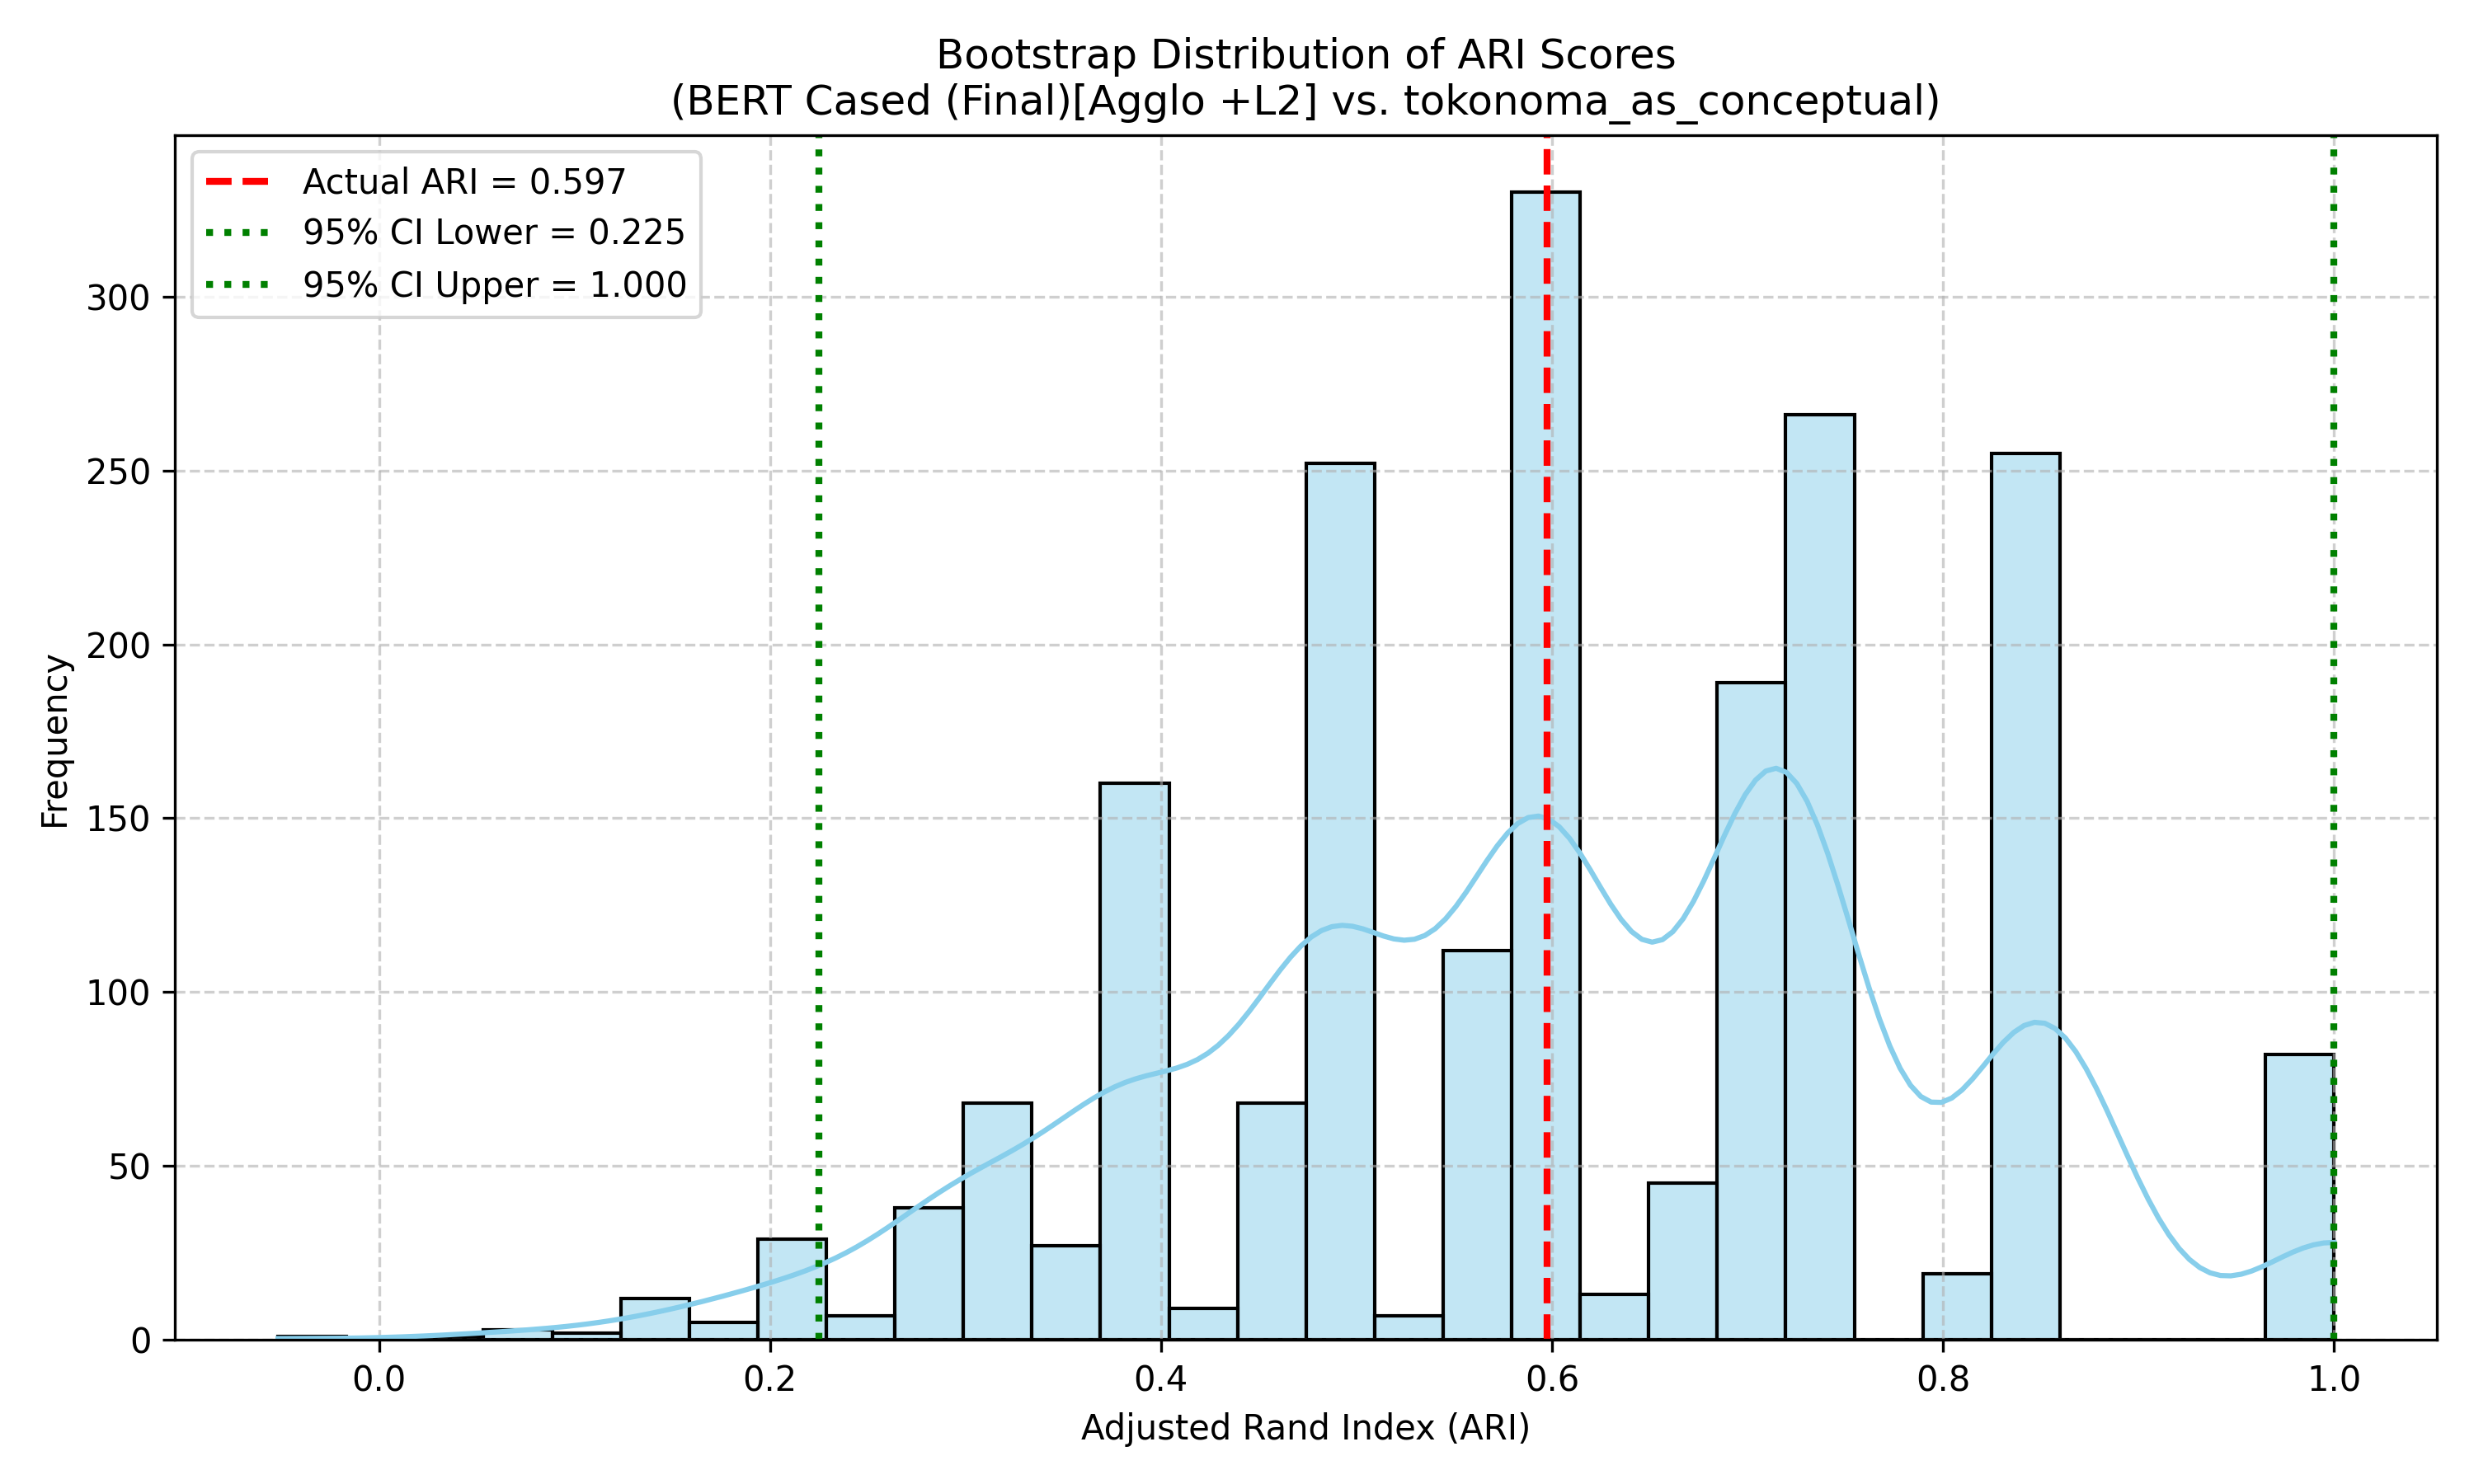 Bootstrap Distribution of ARI Scores
(BERT Cased (Final)[Agglo +L2] vs. tokonoma_as_conceptual)
Actual ARI = 0.597
95% CI Lower = 0.225
95% CI Upper = 1.000
Frequency
300
250
200
150
100
50
0
0.0 0.2 0.4 0.6 0.8 1.0
Adjusted Rand Index (ARI)